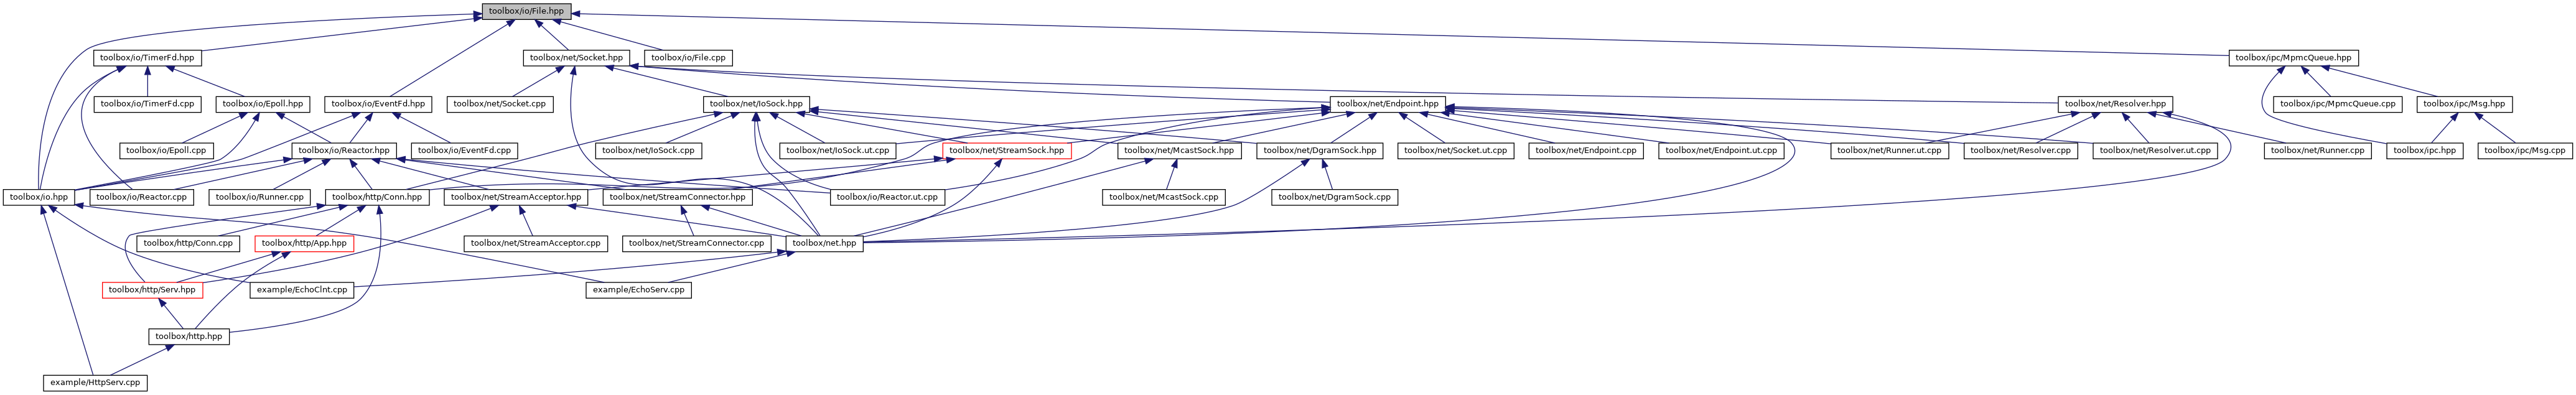 toolbox/io/File.hpp
toolbox/io/TimerFd.hpp
toolbox/net/Socket.hpp
toolbox/io/File.cpp
toolbox/ipc/MpmcQueue.hpp
toolbox/io/TimerFd.cpp
toolbox/io/Epoll.hpp
toolbox/io/EventFd.hpp
toolbox/net/Socket.cpp
toolbox/net/IoSock.hpp
toolbox/net/Endpoint.hpp
toolbox/net/Resolver.hpp
toolbox/ipc/MpmcQueue.cpp
toolbox/ipc/Msg.hpp
toolbox/io/Epoll.cpp
toolbox/io/Reactor.hpp
toolbox/io/EventFd.cpp
toolbox/net/IoSock.cpp
toolbox/net/IoSock.ut.cpp
toolbox/net/StreamSock.hpp
toolbox/net/McastSock.hpp
toolbox/net/DgramSock.hpp
toolbox/net/Socket.ut.cpp
toolbox/net/Endpoint.cpp
toolbox/net/Endpoint.ut.cpp
toolbox/net/Runner.ut.cpp
toolbox/net/Resolver.cpp
toolbox/net/Resolver.ut.cpp
toolbox/net/Runner.cpp
toolbox/ipc.hpp
toolbox/ipc/Msg.cpp
toolbox/io.hpp
toolbox/io/Reactor.cpp
toolbox/io/Runner.cpp
toolbox/http/Conn.hpp
toolbox/net/StreamAcceptor.hpp
toolbox/net/StreamConnector.hpp
toolbox/io/Reactor.ut.cpp
toolbox/net/McastSock.cpp
toolbox/net/DgramSock.cpp
toolbox/http/Conn.cpp
toolbox/http/App.hpp
toolbox/net/StreamAcceptor.cpp
toolbox/net/StreamConnector.cpp
toolbox/net.hpp
toolbox/http/Serv.hpp
example/EchoClnt.cpp
example/EchoServ.cpp
toolbox/http.hpp
example/HttpServ.cpp